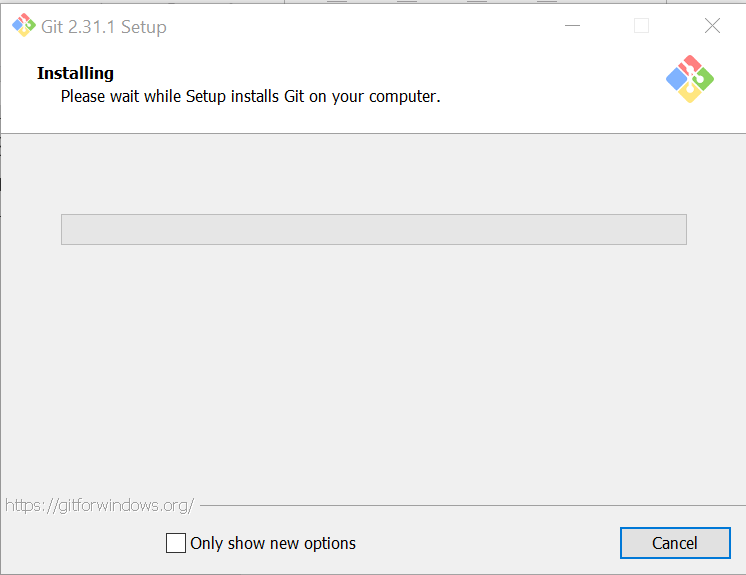 Git 2.31.1 Setup
Installing
Please wait while Setup installs Git on your computer.
https://gitforwindows.org/
Only show new options
Cancel